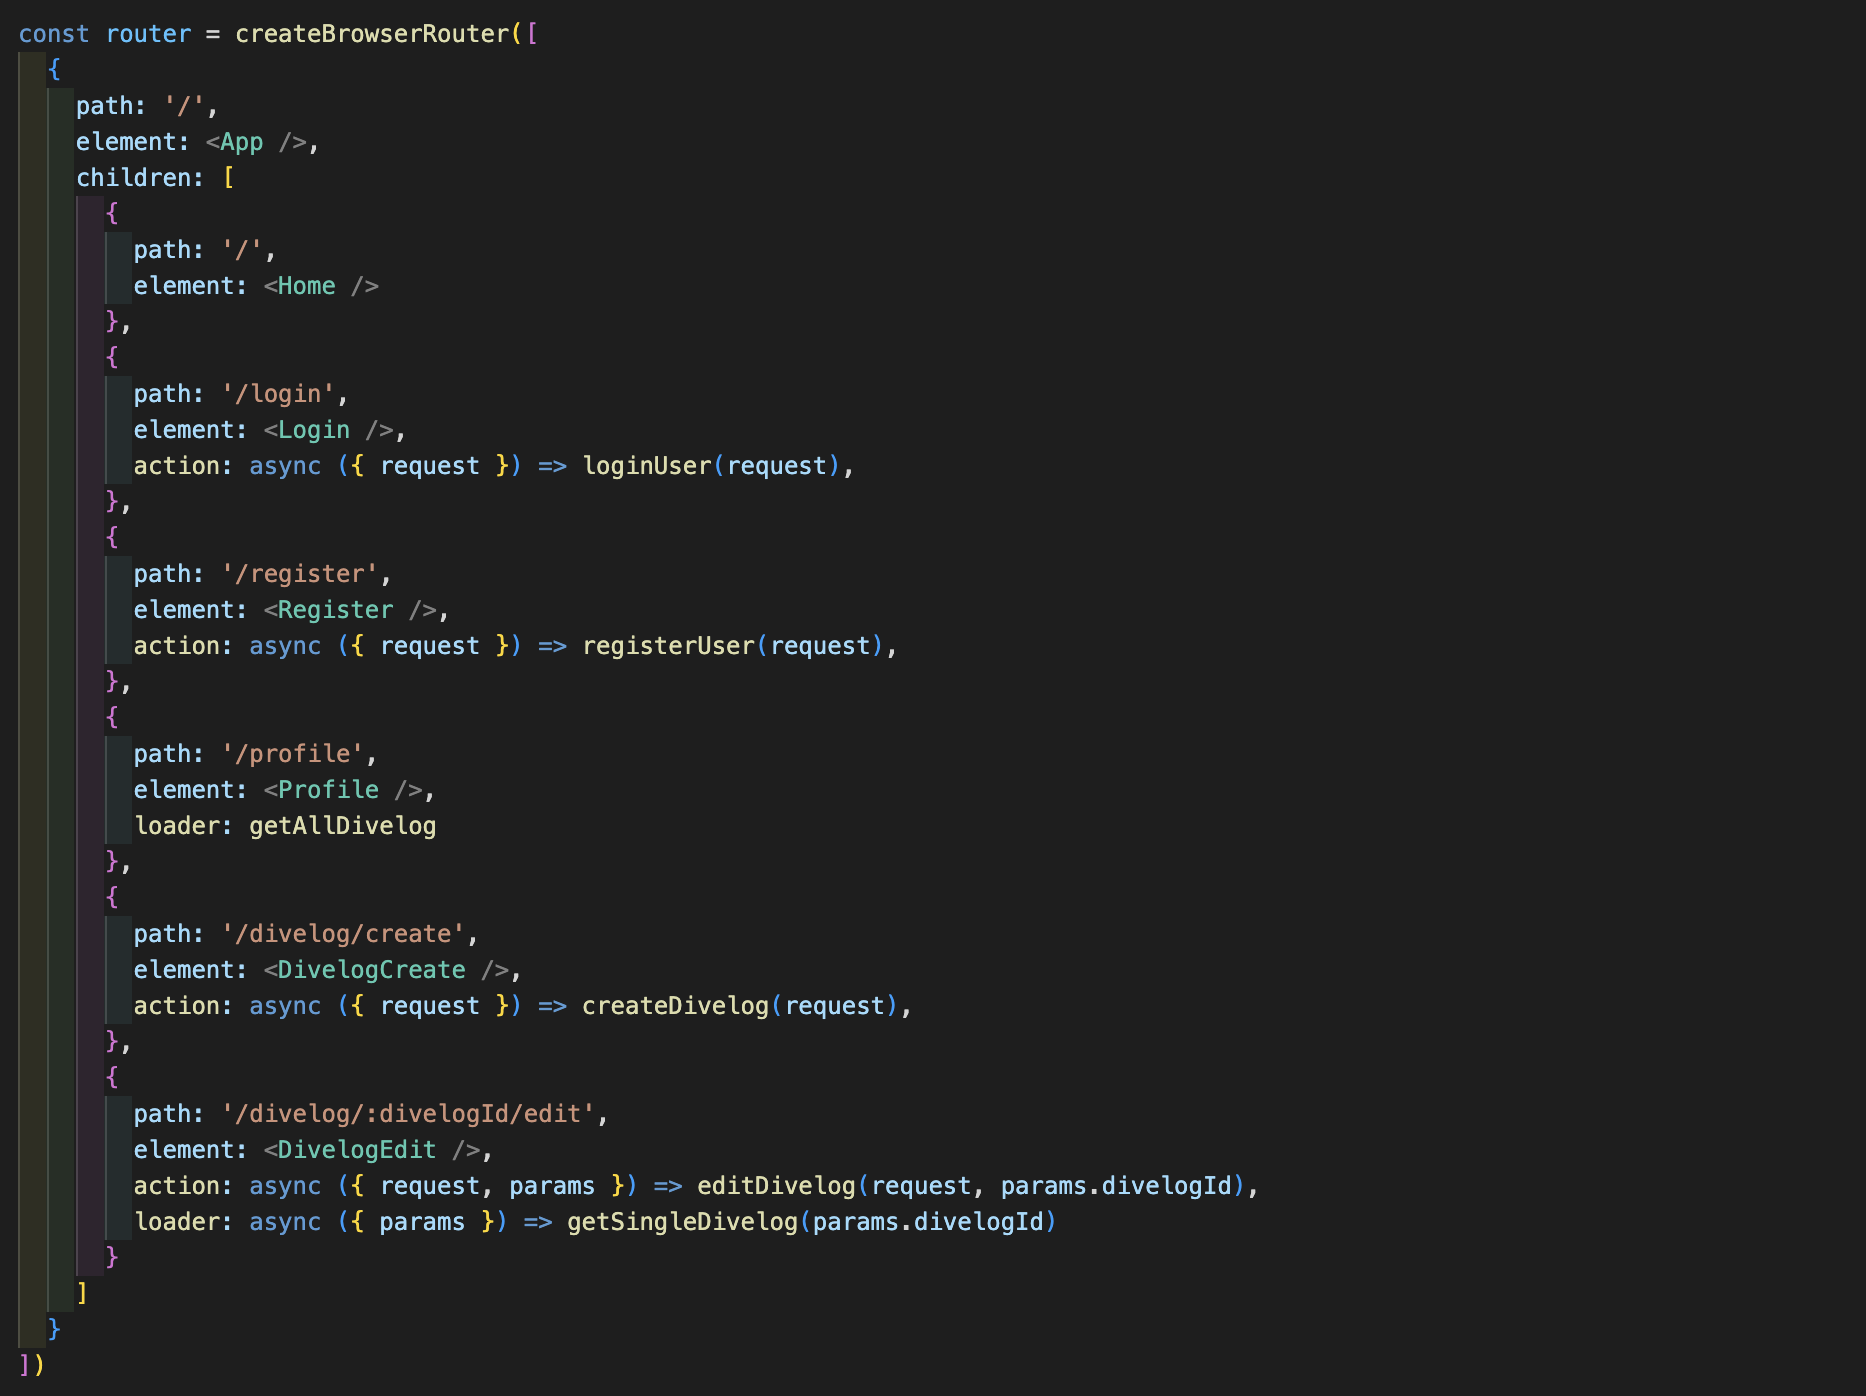 const router = createBrowserRouter([
  {
    path: '/',
    element: <App />,
    children: [
      {
        path: '/',
        element: <Home />
      },
      {
        path: '/login',
        element: <Login />,
        action: async ({ request }) => loginUser(request),
      },
      {
        path: '/register',
        element: <Register />,
        action: async ({ request }) => registerUser(request),
      },
      {
        path: '/profile',
        element: <Profile />,
        loader: getAllDivelog
      },
      {
        path: '/divelog/create',
        element: <DivelogCreate />,
        action: async ({ request }) => createDivelog(request),
      },
      {
        path: '/divelog/:divelogId/edit',
        element: <DivelogEdit />,
        action: async ({ request, params }) => editDivelog(request, params.divelogId),
        loader: async ({ params }) => getSingleDivelog(params.divelogId)
      }
    ]
  }
])